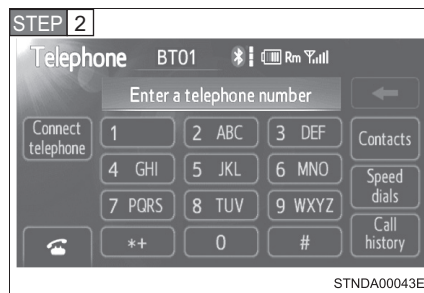 STEP 2
Telephone BT01 Rm
Enter a telephone number
Connect telephone
1
2 ABC
3 DEF
Contacts
4 GHI
5 JKL
6 MNO
Speed dials
7 PQRS
8 TUV
9 WXYZ
Call history
*+
0
#
STNDA00043E